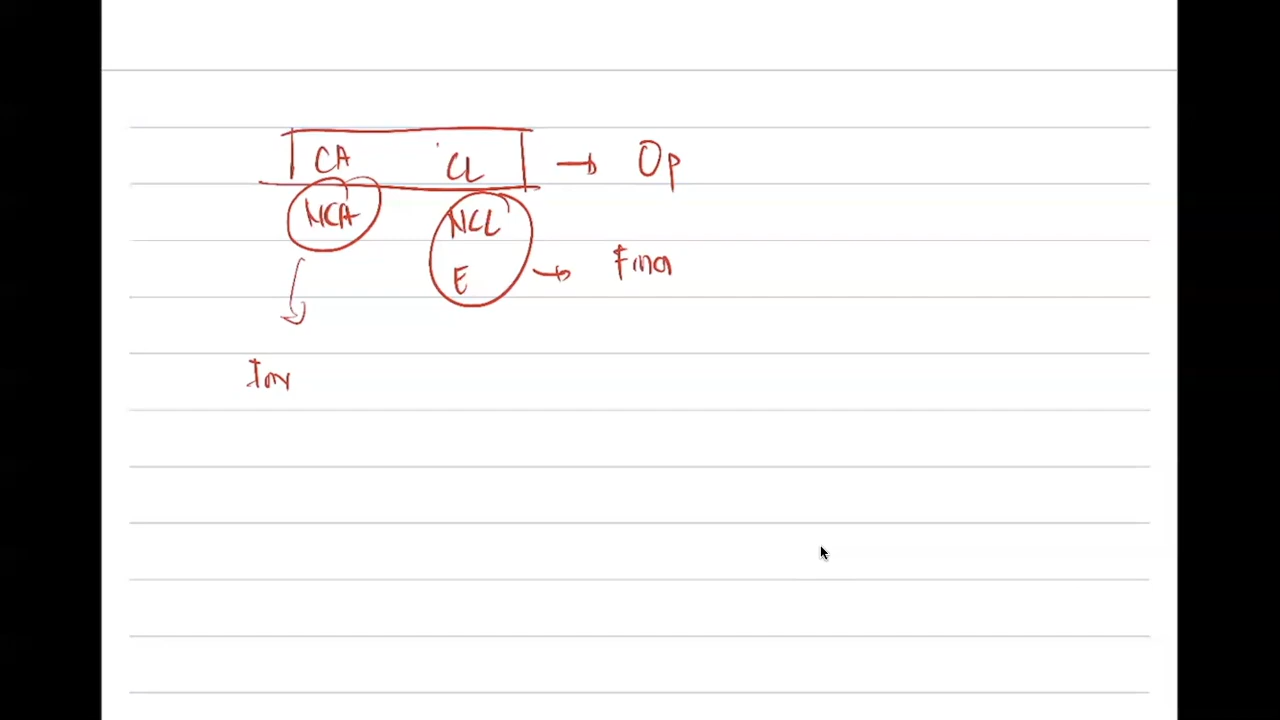 CA CL → Op
NCA NCL
E → Fina
Inv